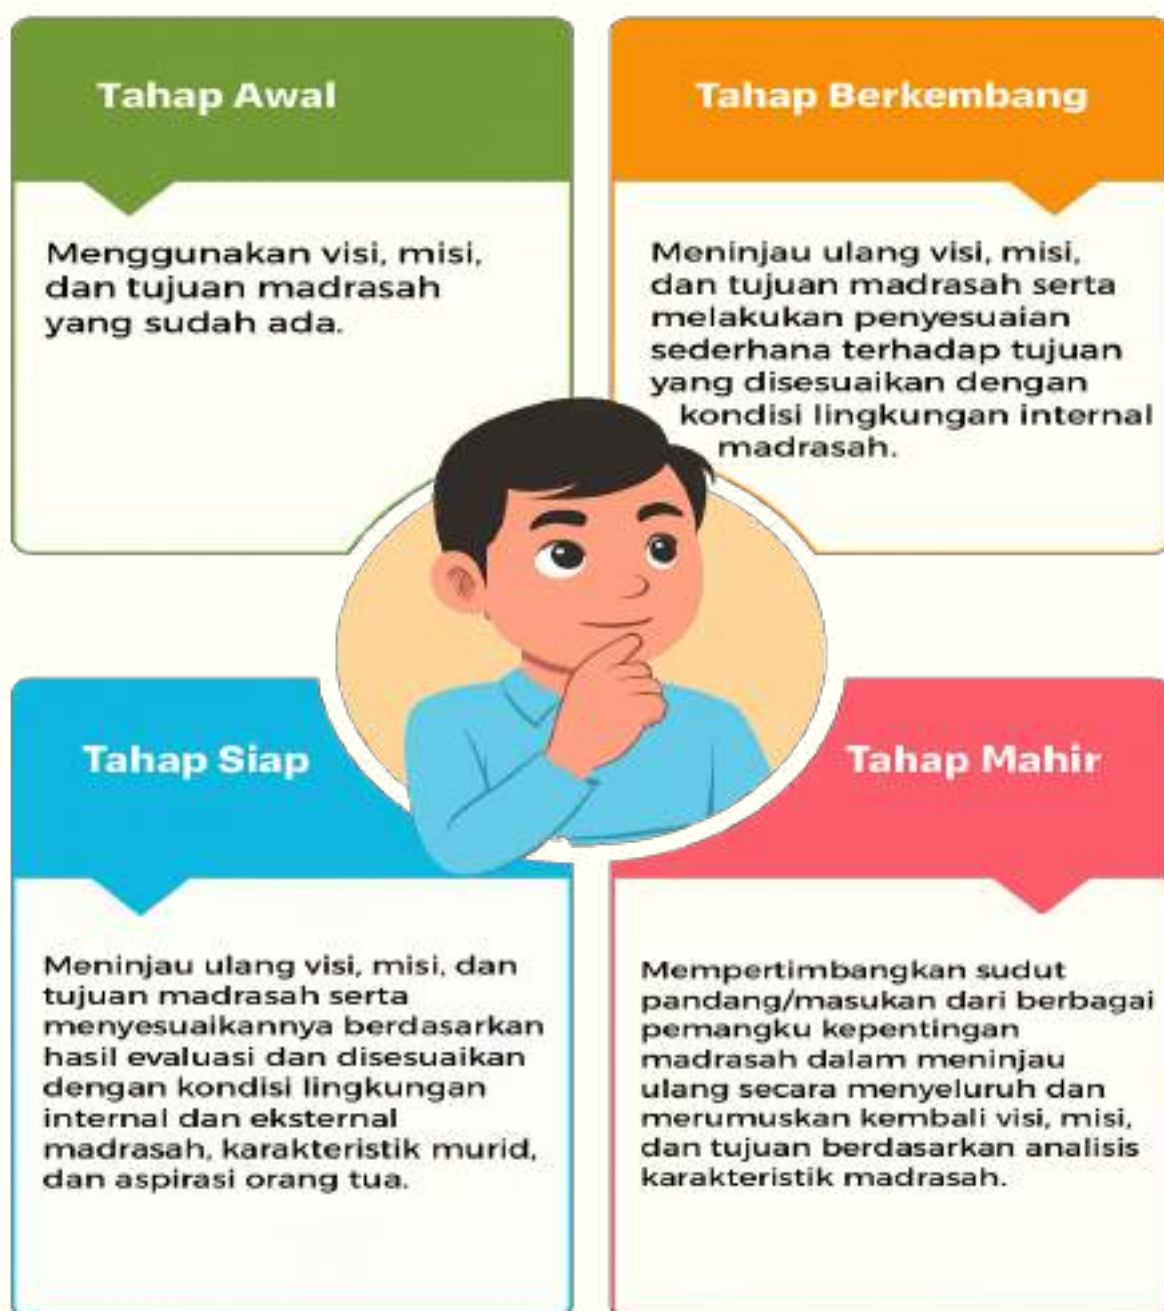 Tahap Awal
Menggunakan visi, misi,
dan tujuan madrasah
yang sudah ada.
Tahap Berkembang
Meninjau ulang visi, misi,
dan tujuan madrasah serta
melakukan penyesuaian
sederhana terhadap tujuan
yang disesuaikan dengan
kondisi lingkungan internal
madrasah.
Tahap Siap
Meninjau ulang visi, misi, dan
tujuan madrasah serta
menyesuaikannya berdasarkan
hasil evaluasi dan disesuaikan
dengan kondisi lingkungan
internal dan eksternal
madrasah, karakteristik murid,
dan aspirasi orang tua.
Tahap Mahir
Mempertimbangkan sudut
pandang/masukan dari berbagai
pemangku kepentingan
madrasah dalam meninjau
ulang secara menyeluruh dan
merumuskan kembali visi, misi,
dan tujuan berdasarkan analisis
karakteristik madrasah.